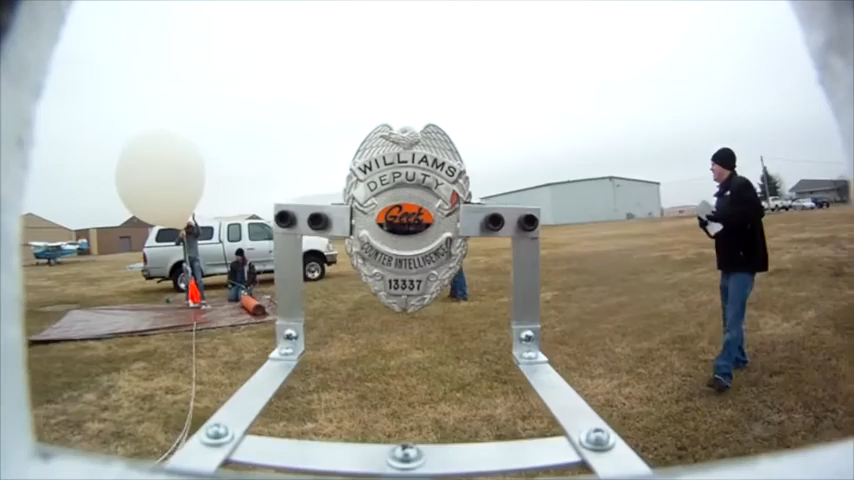 WILLIAMS
DEPUTY
Geek
COUNTER INTELLIGENCE
13337